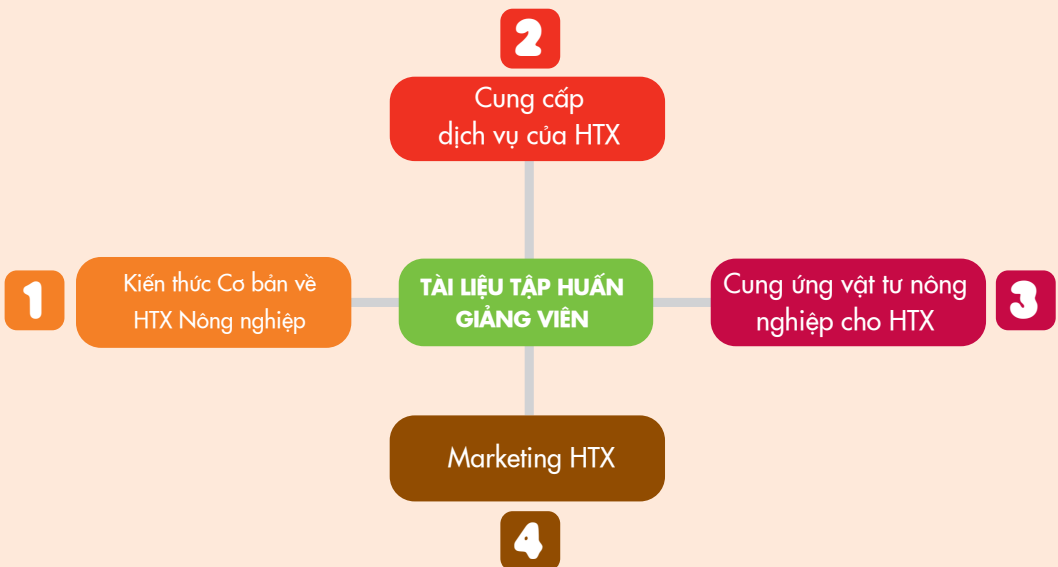 2
Cung cấp
dịch vụ của HTX
1
Kiến thức Cơ bản về
HTX Nông nghiệp
TÀI LIỆU TẬP HUẤN
GIẢNG VIÊN
Cung ứng vật tư nông
nghiệp cho HTX
3
Marketing HTX
4